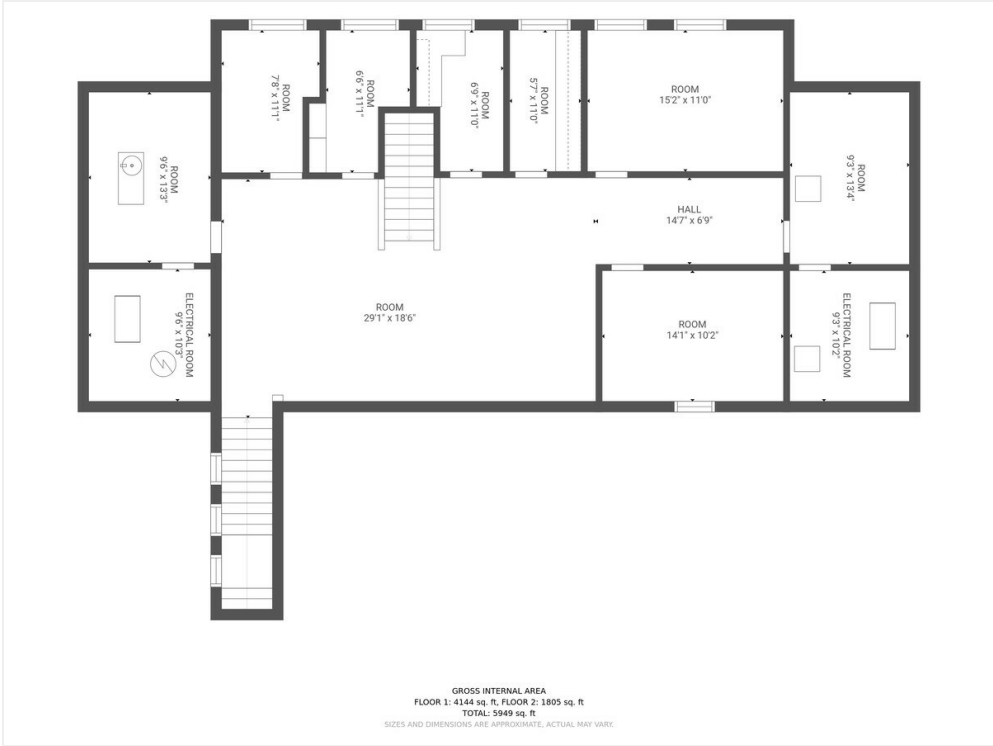 ROOM
7'8" x 11'1"
ROOM
6'6" x 11'1"
ROOM
6'9" x 11'0"
ROOM
5'7" x 11'0"
ROOM
15'2" x 11'0"
ROOM
9'6" x 13'3"
ROOM
9'3" x 13'4"
HALL
14'7" x 6'9"
ROOM
29'1" x 18'6"
ROOM
14'1" x 10'2"
ELECTRICAL ROOM
9'6" x 10'3"
ELECTRICAL ROOM
9'3" x 10'2"
GROSS INTERNAL AREA
FLOOR 1: 4144 sq. ft, FLOOR 2: 1805 sq. ft
TOTAL: 5949 sq. ft
SIZES AND DIMENSIONS ARE APPROXIMATE, ACTUAL MAY VARY.